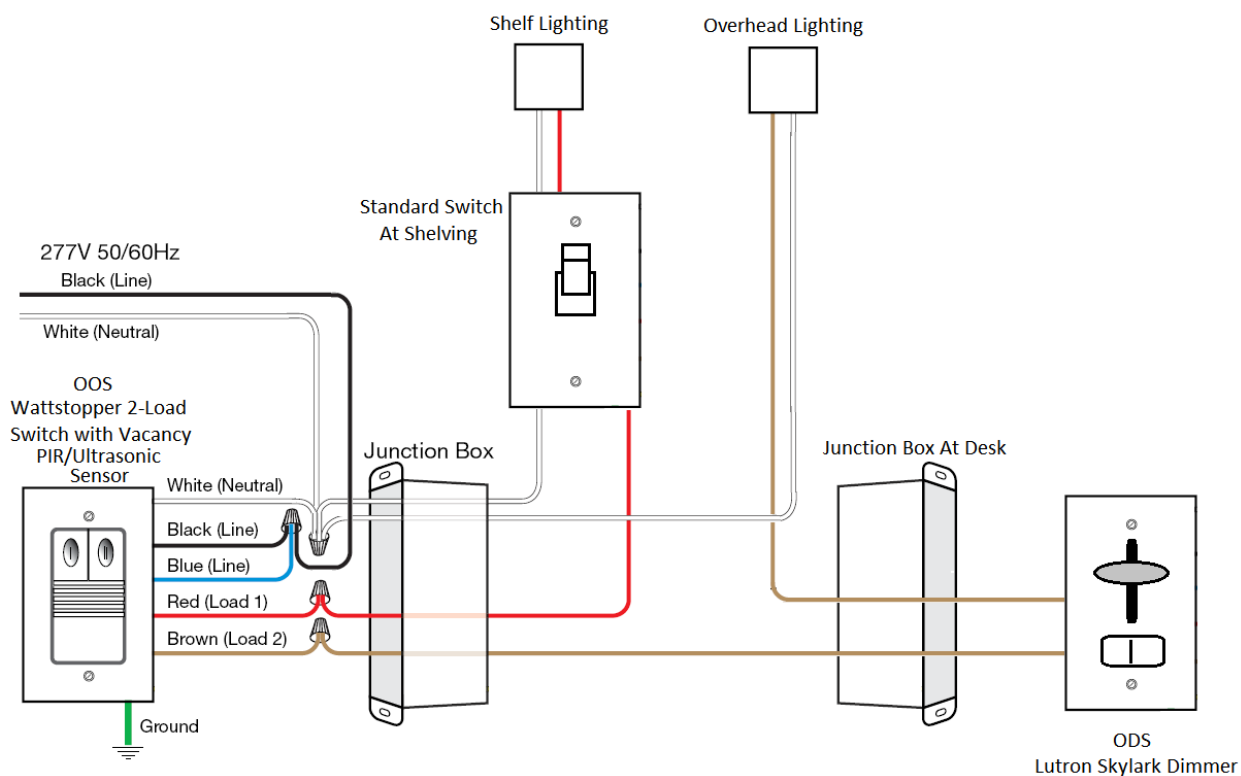 Shelf Lighting
Overhead Lighting
Standard Switch
At Shelving
277V 50/60Hz
Black (Line)
White (Neutral)
OOS
Wattstopper 2-Load
Switch with Vacancy
PIR/Ultrasonic
Sensor
Junction Box
Junction Box At Desk
White (Neutral)
Black (Line)
Blue (Line)
Red (Load 1)
Brown (Load 2)
Ground
ODS
Lutron Skylark Dimmer